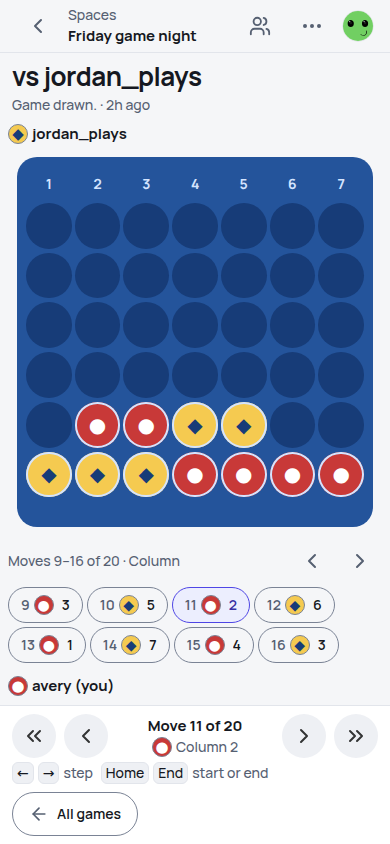 Spaces
Friday game night
vs jordan_plays
Game drawn. · 2h ago
jordan_plays
1 2 3 4 5 6 7
Moves 9–16 of 20 · Column
9 3 10 5 11 2 12 6
13 1 14 7 15 4 16 3
avery (you)
Move 11 of 20
Column 2
← → step Home End start or end
All games